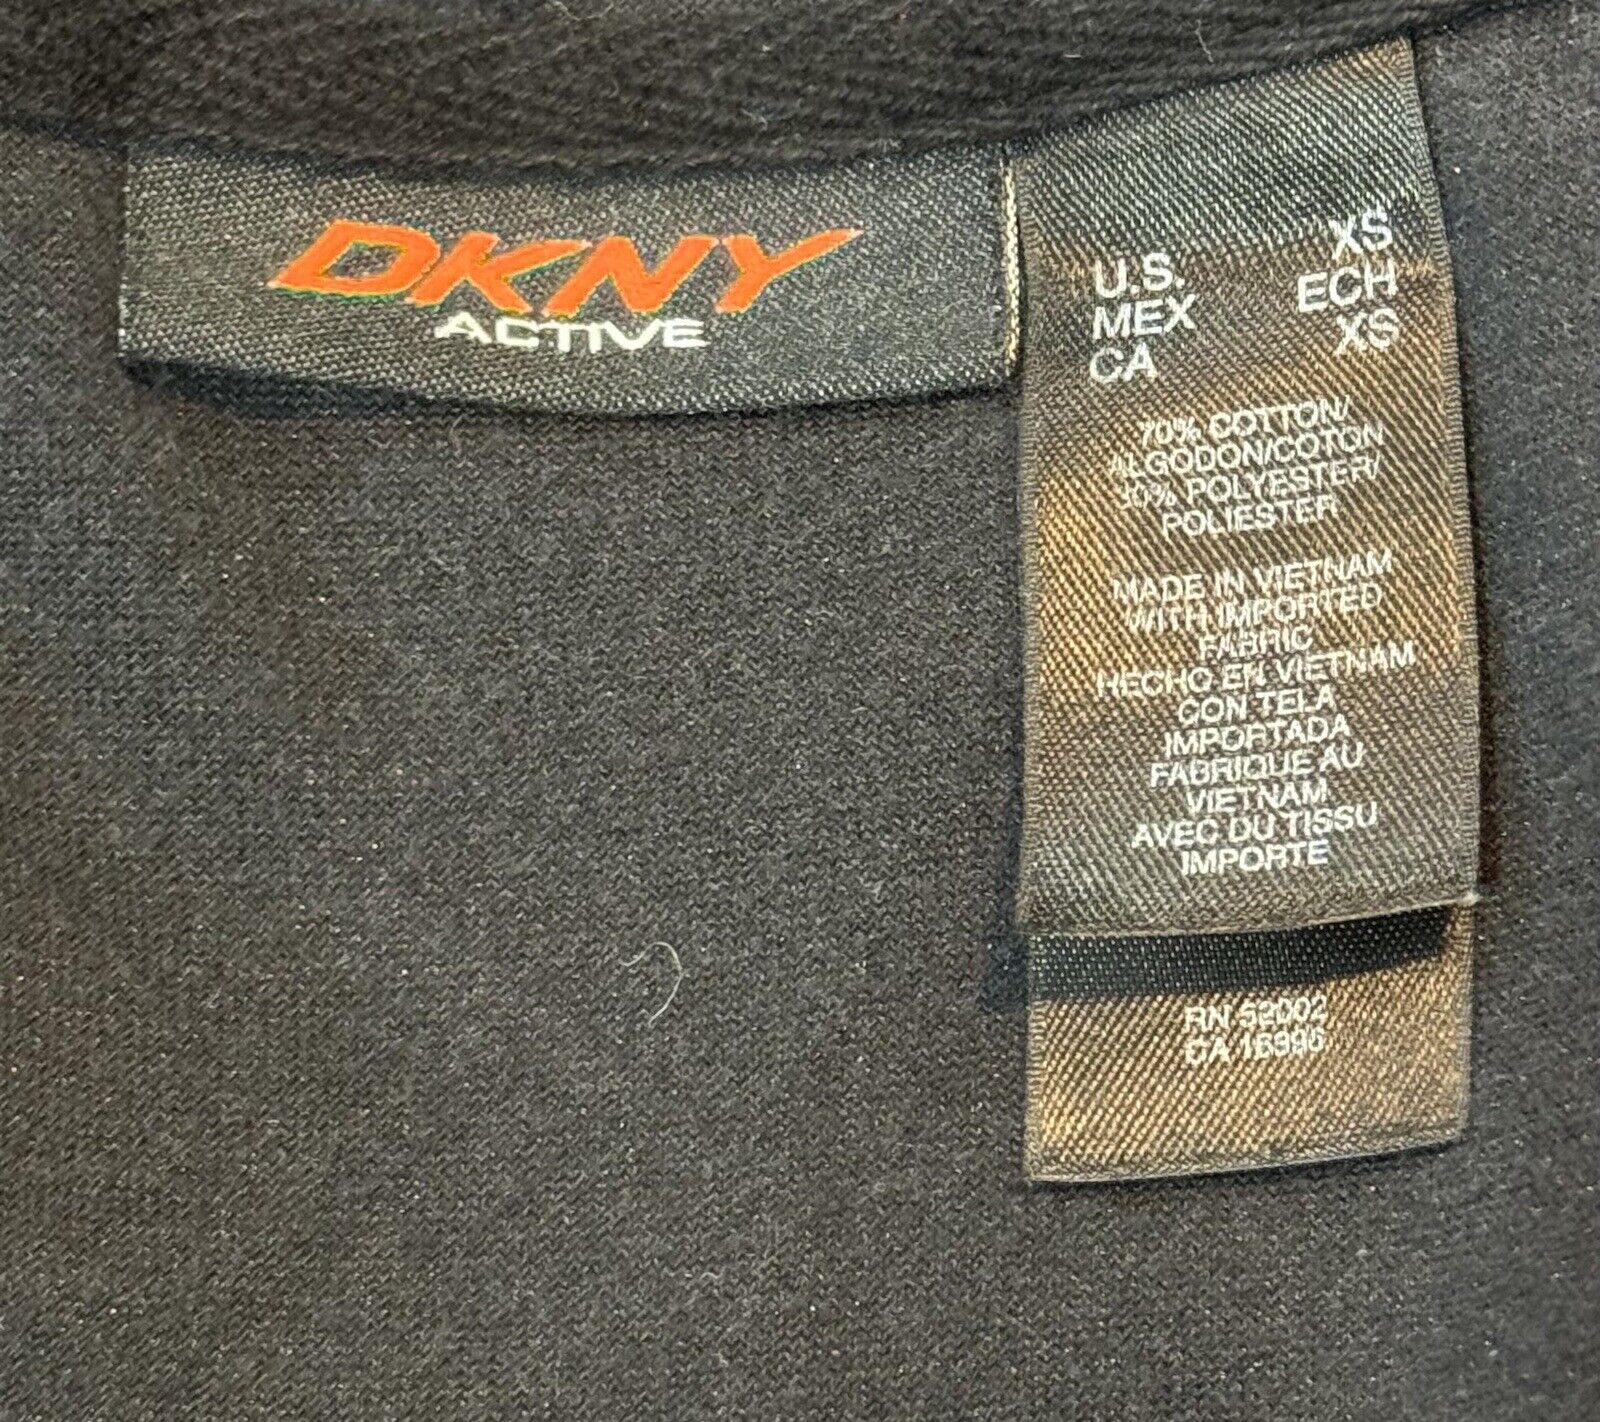 DKNY
ACTIVE
U.S. XS
MEX ECH
CA XS
70% COTTON/
ALGODON/COTON
30% POLYESTER/
POLIESTER
MADE IN VIETNAM
WITH IMPORTED
FABRIC
HECHO EN VIETNAM
CON TELA
IMPORTADA
FABRIQUE AU
VIETNAM
AVEC DU TISSU
IMPORTE
RN 52002
CA 16996